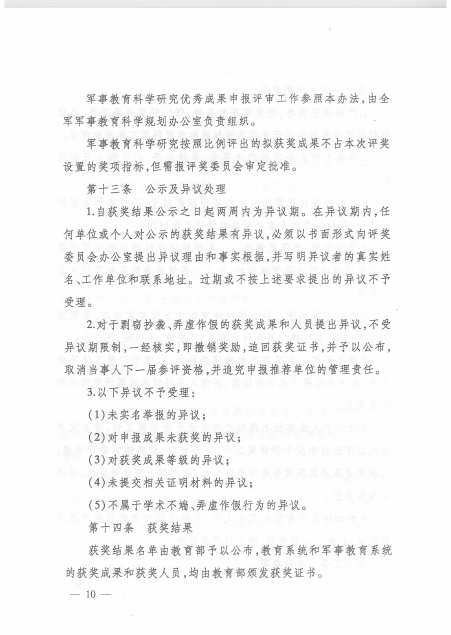 军事教育科学研究优秀成果申报评审工作参照本办法,由全
军军事教育科学规划办公室负责组织。
军事教育科学研究按照比例评出的拟获奖成果不占本次评奖
设置的奖项指标,但需报评奖委员会审定批准。
第十三条 公示及异议处理
1.自获奖结果公示之日起两周内为异议期。在异议期内,任
何单位或个人对公示的获奖结果有异议,必须以书面形式向评奖
委员会办公室提出异议理由和事实根据,并写明异议者的真实姓
名、工作单位和联系地址。过期或不按上述要求提出的异议不予
受理。
2.对于剽窃抄袭、弄虚作假的获奖成果和人员提出异议,不受
异议期限制,一经核实,即撤销奖励,追回获奖证书,并予以公布,
取消当事人下一届参评资格,并追究申报推荐单位的管理责任。
3.以下异议不予受理:
(1)未实名举报的异议;
(2)对申报成果未获奖的异议;
(3)对获奖成果等级的异议;
(4)未提交相关证明材料的异议;
(5)不属于学术不端、弄虚作假行为的异议。
第十四条 获奖结果
获奖结果名单由教育部予以公布,教育系统和军事教育系统
的获奖成果和获奖人员,均由教育部颁发获奖证书。
— 10 —